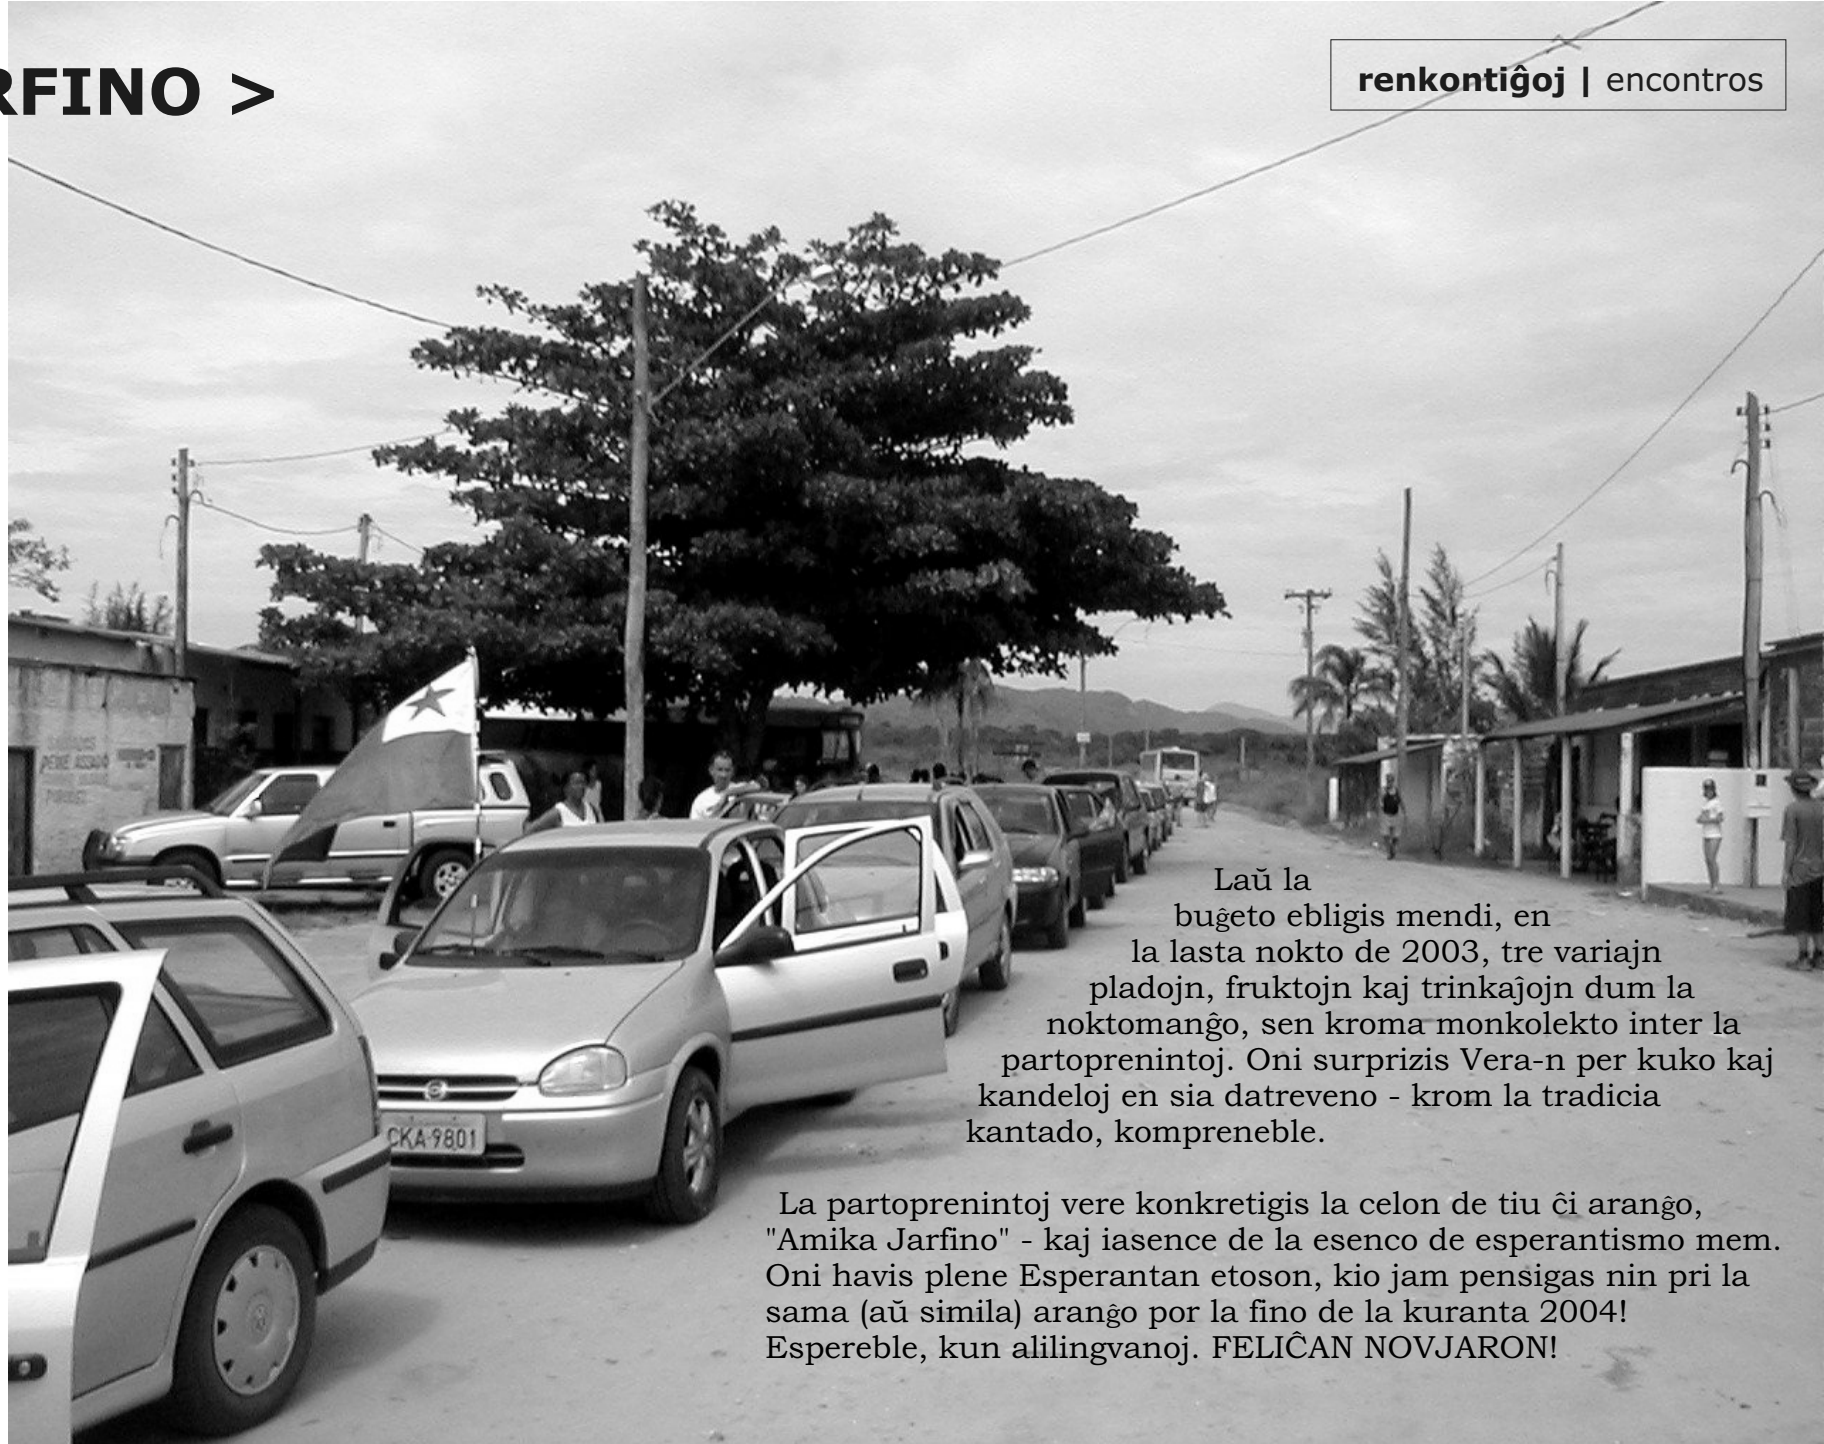 RFINO >
renkontiĝoj | encontros
PEIXE ASSADO
CKA-9801
Laŭ la
buĝeto ebligis mendi, en
la lasta nokto de 2003, tre variajn
pladojn, fruktojn kaj trinkaĵojn dum la
noktomanĝo, sen kroma monkolekto inter la
partoprenintoj. Oni surprizis Vera-n per kuko kaj
kandeloj en sia datreveno - krom la tradicia
kantado, kompreneble.
La partoprenintoj vere konkretigis la celon de tiu ĉi aranĝo,
"Amika Jarfino" - kaj iasence de la esenco de esperantismo mem.
Oni havis plene Esperantan etoson, kio jam pensigas nin pri la
sama (aŭ simila) aranĝo por la fino de la kuranta 2004!
Espereble, kun alilingvanoj. FELIĈAN NOVJARON!